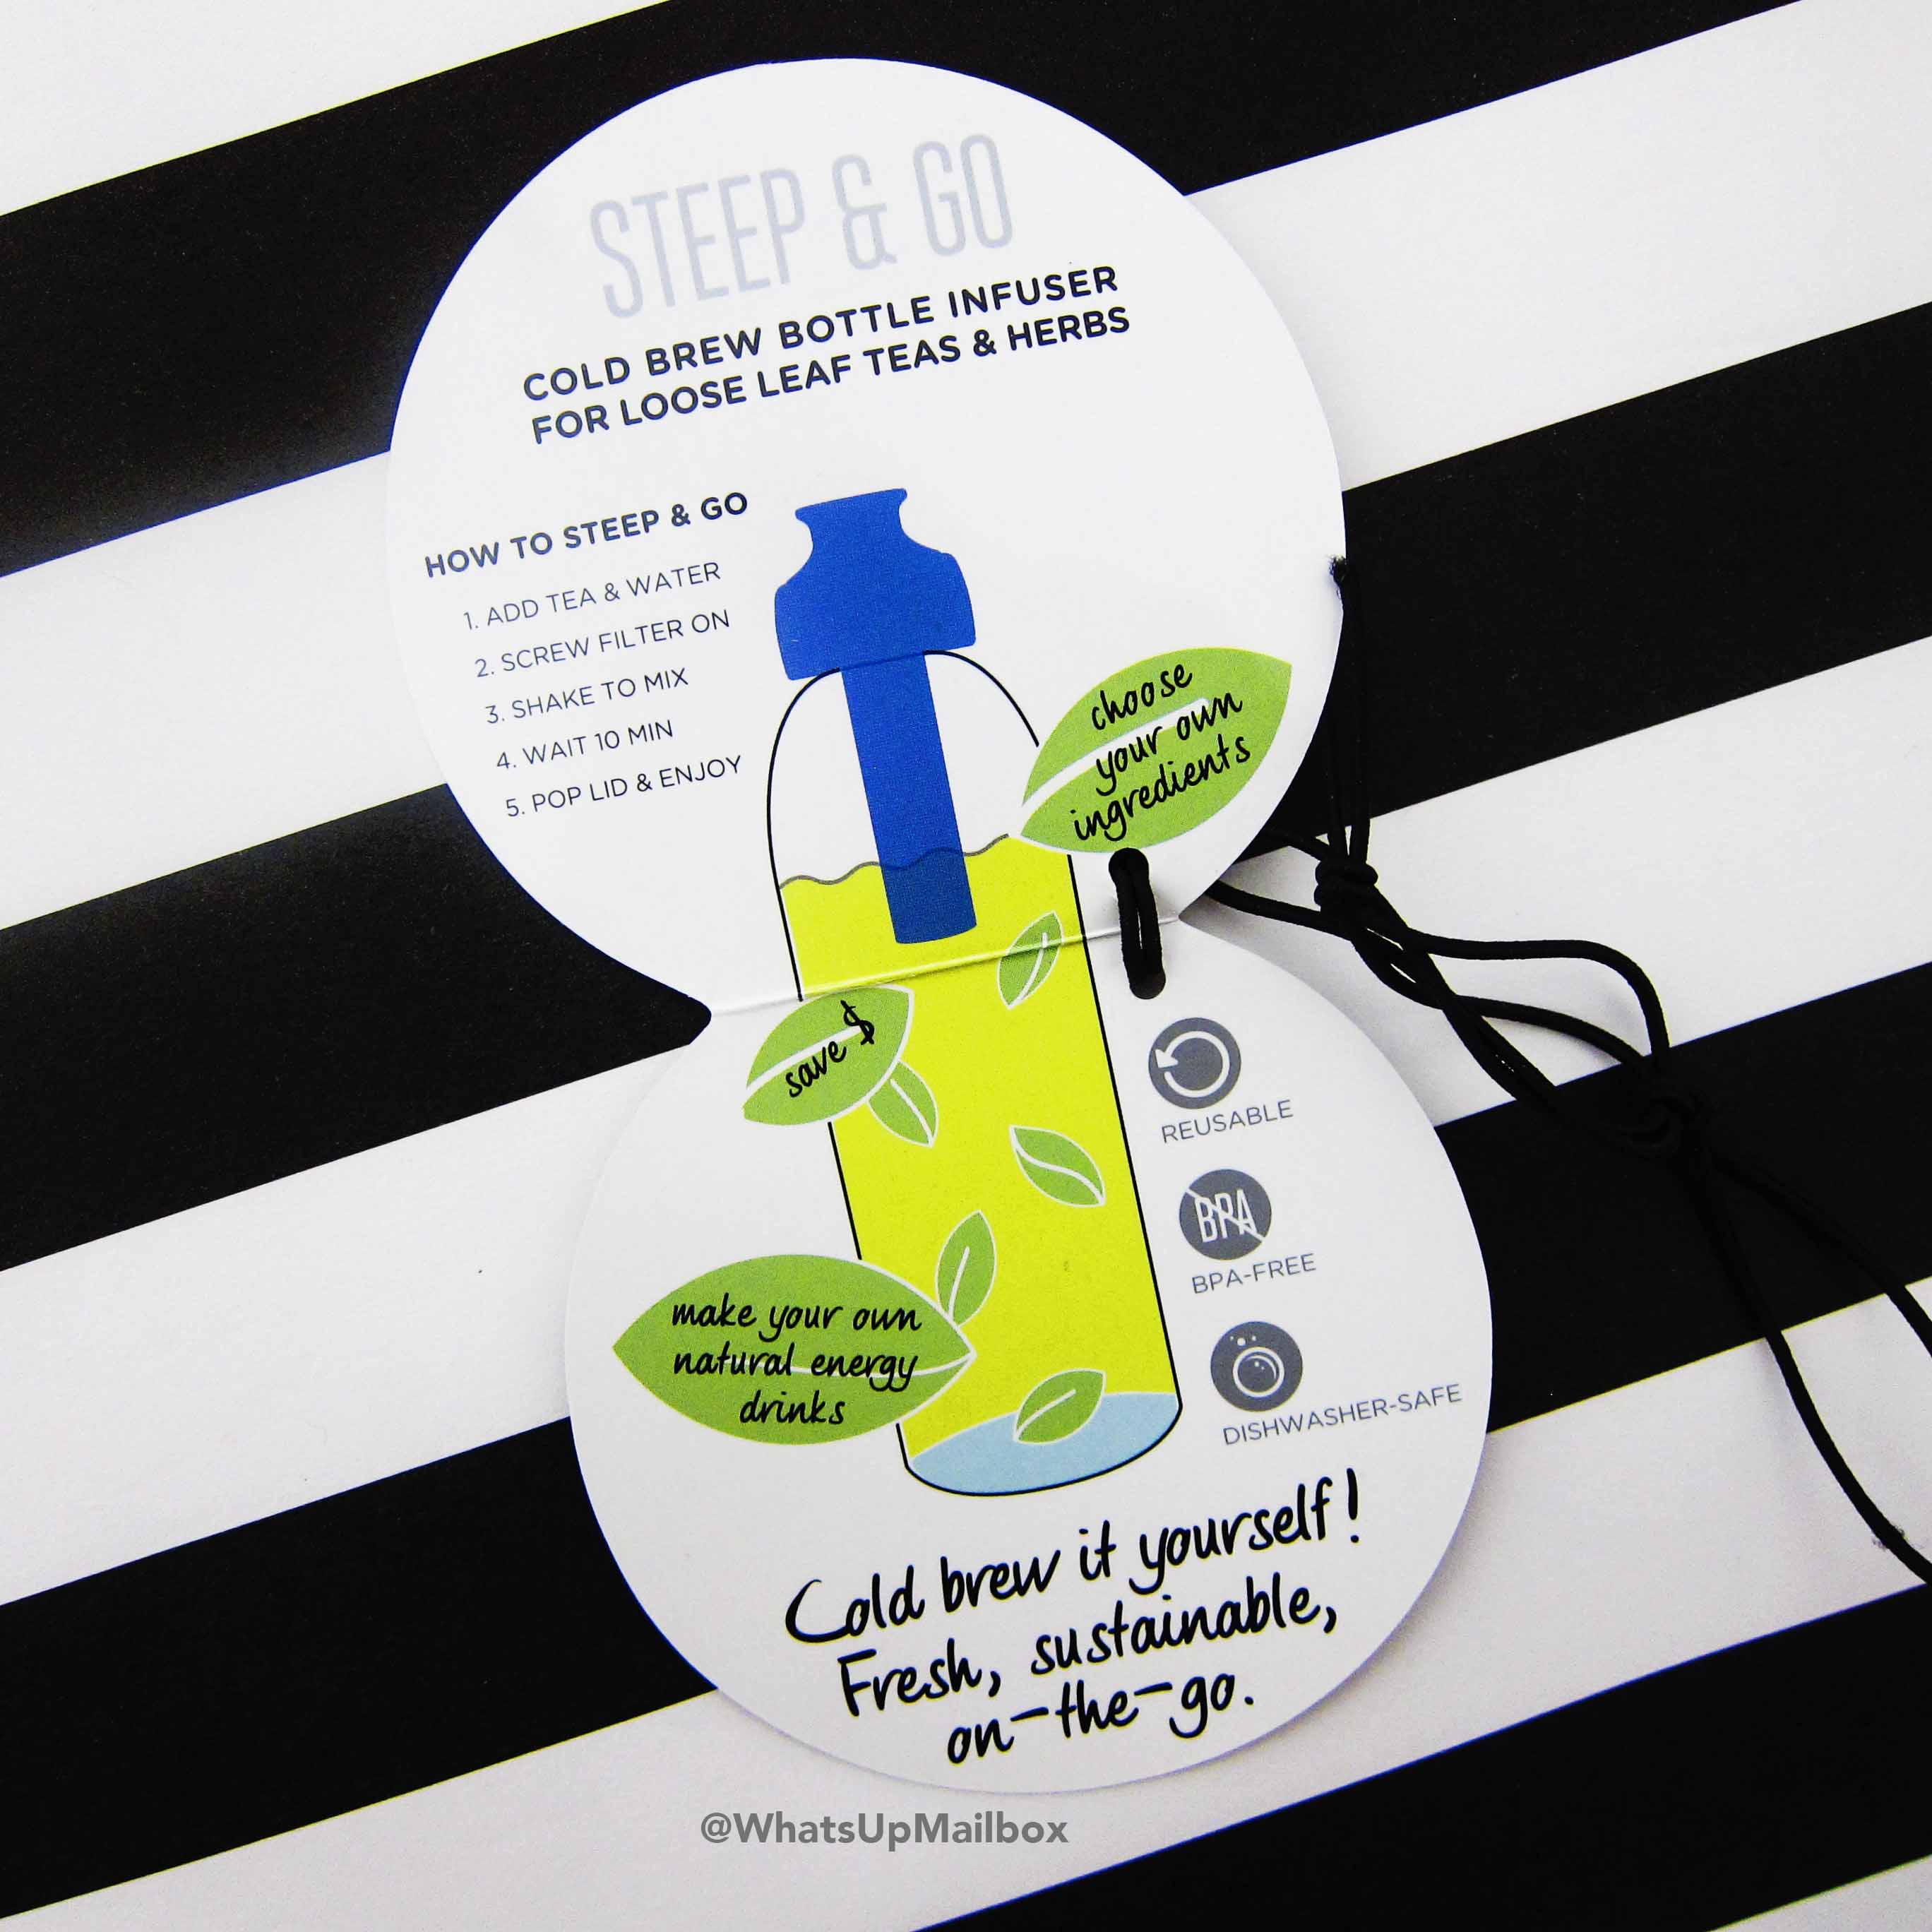 STEEP & GO
COLD BREW BOTTLE INFUSER
FOR LOOSE LEAF TEAS & HERBS
HOW TO STEEP & GO
1. ADD TEA & WATER
2. SCREW FILTER ON
3. SHAKE TO MIX
4. WAIT 10 MIN
5. POP LID & ENJOY
choose
your own
ingredients
save $
REUSABLE
BPA
BPA-FREE
make your own
natural energy
drinks
DISHWASHER-SAFE
Cold brew it yourself!
Fresh, sustainable,
on-the-go.
@WhatsUpMailbox